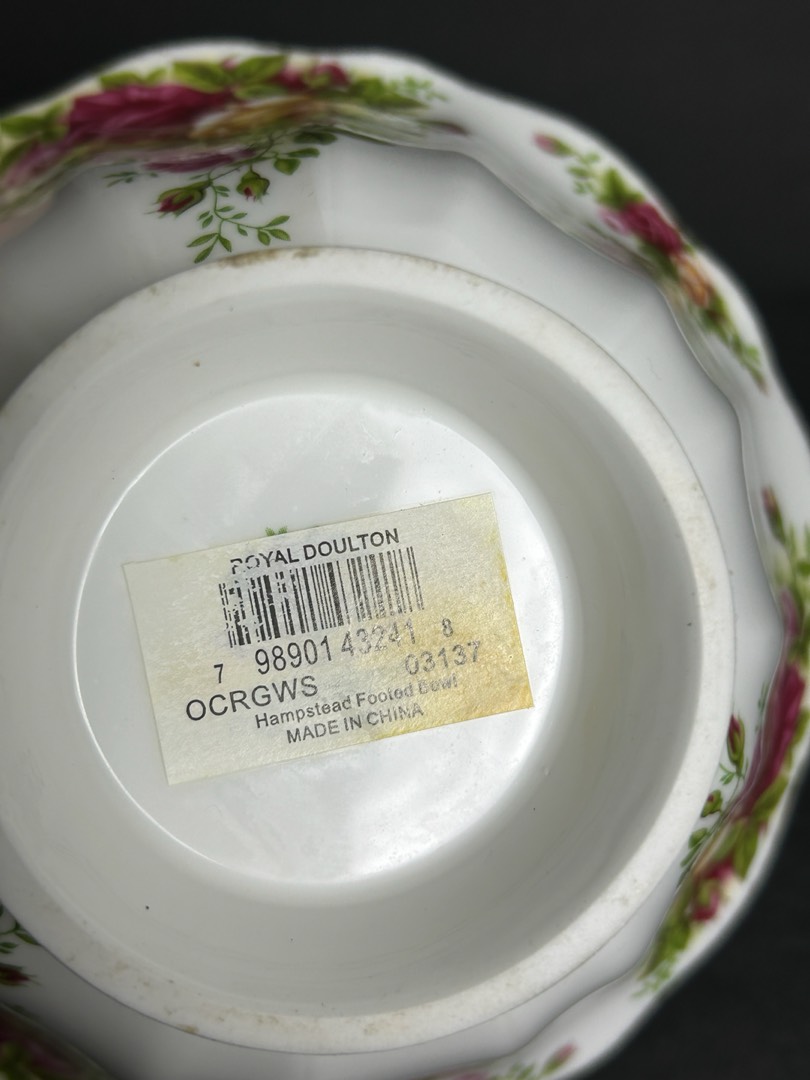 ROYAL DOULTON
7 98901 43241 8
03137
OCRGWS
Hampstead Footed Bowl
MADE IN CHINA